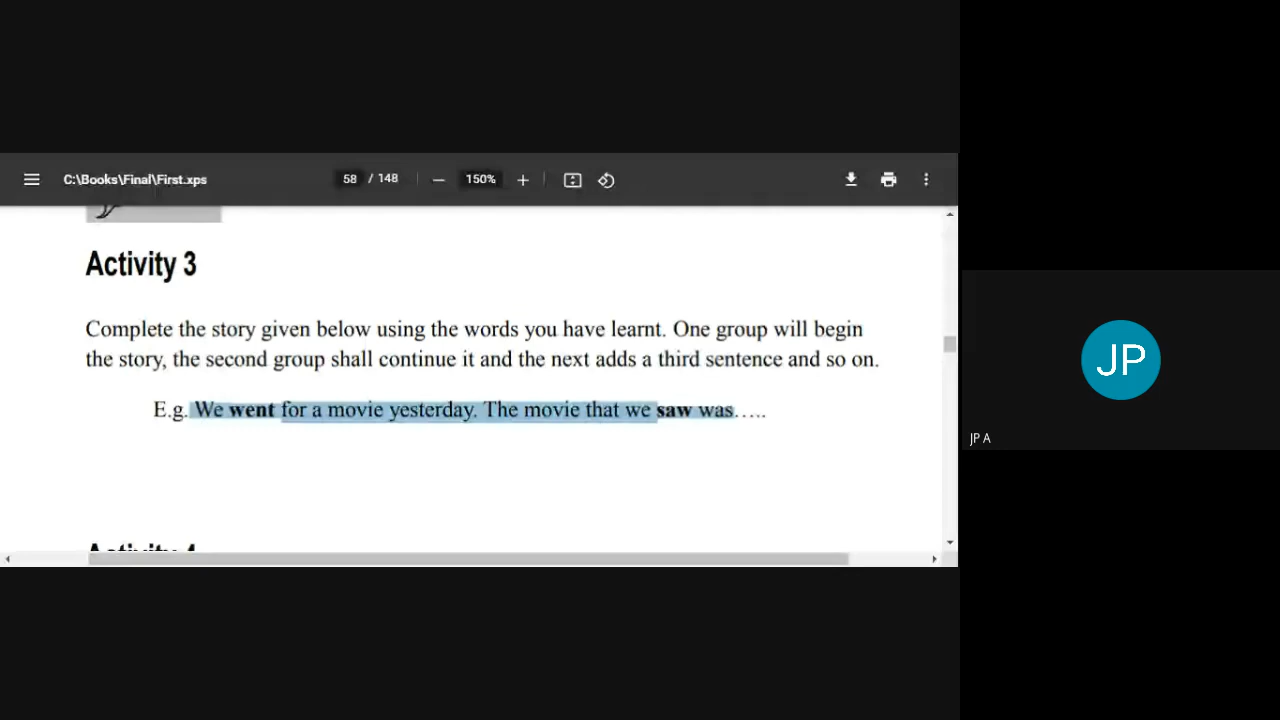 C:\Books\Final\First.xps 58 / 148 150%
Activity 3
Complete the story given below using the words you have learnt. One group will begin
the story, the second group shall continue it and the next adds a third sentence and so on.
E.g. We went for a movie yesterday. The movie that we saw was…..
Activity 4
JP
JP A